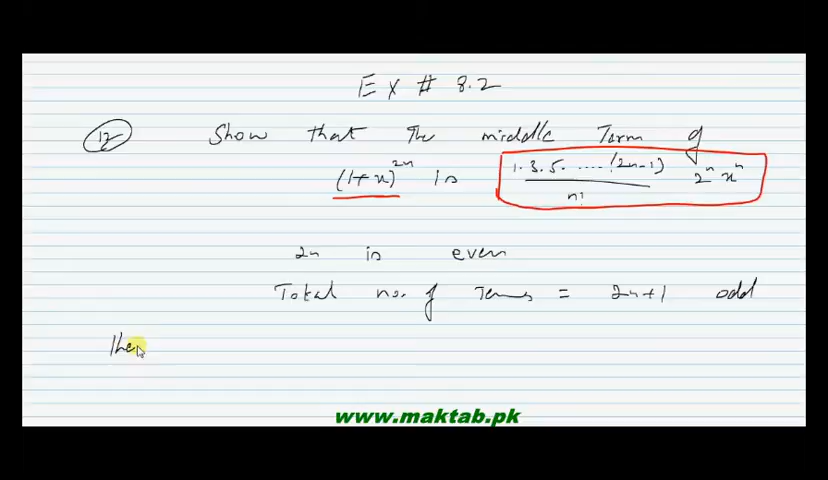 Ex # 8.2
12 Show that the middle Term of
(1+x)^2n is 1.3.5. .... (2n-1) / n! 2^n x^n
2n is even
Total no. of Terms = 2n+1 odd
The
www.maktab.pk